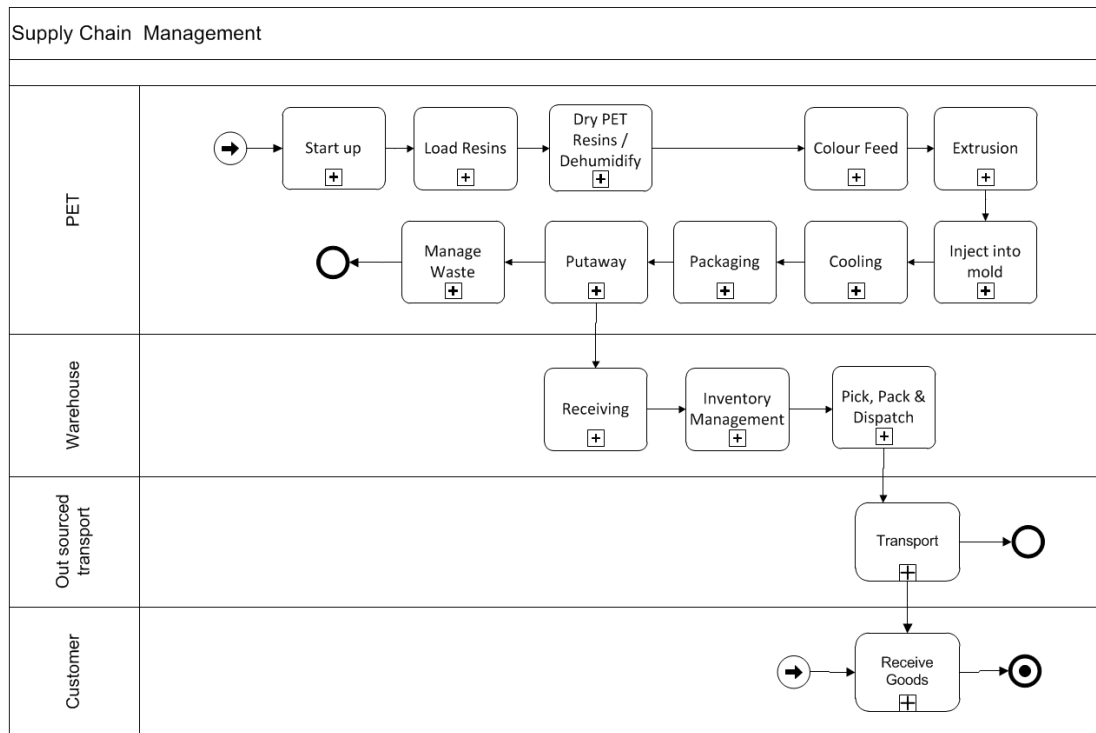 Supply Chain  Management
PET
Start up
Load Resins
Dry PET
Resins /
Dehumidify
Colour Feed
Extrusion
Manage
Waste
Putaway
Packaging
Cooling
Inject into
mold
Warehouse
Receiving
Inventory
Management
Pick, Pack &
Dispatch
Out sourced
transport
Transport
Customer
Receive
Goods